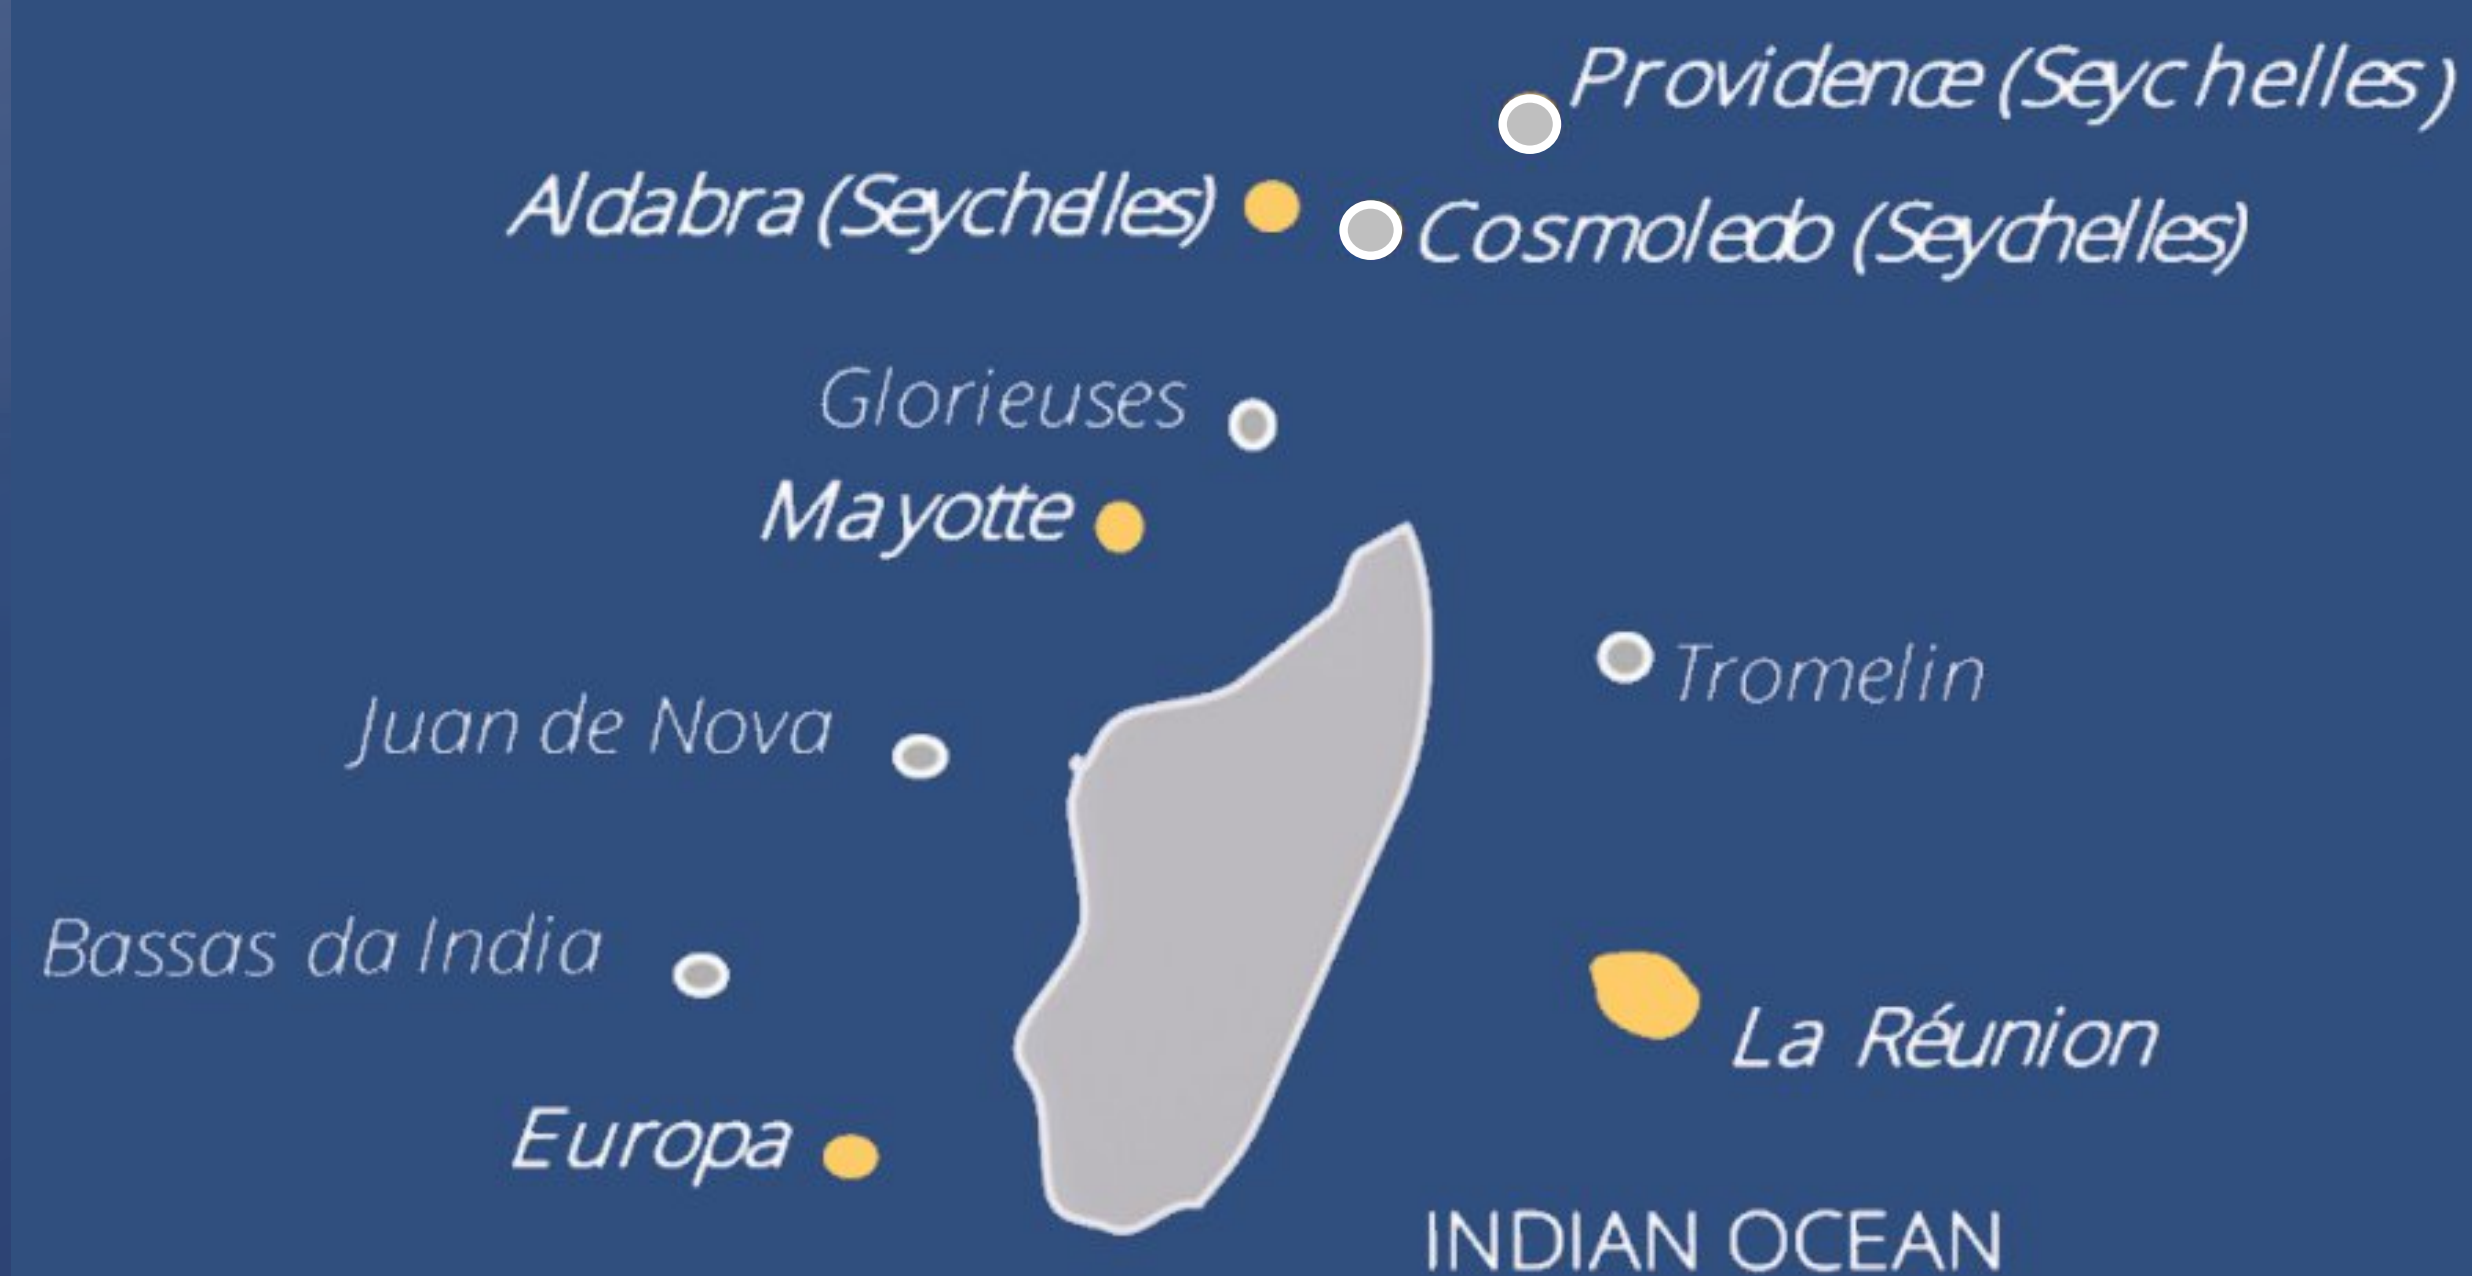 Providence (Seychelles)
Aldabra (Seychelles)
Cosmoledo (Seychelles)
Glorieuses
Mayotte
Tromelin
Juan de Nova
Bassas da India
La Réunion
Europa
INDIAN OCEAN